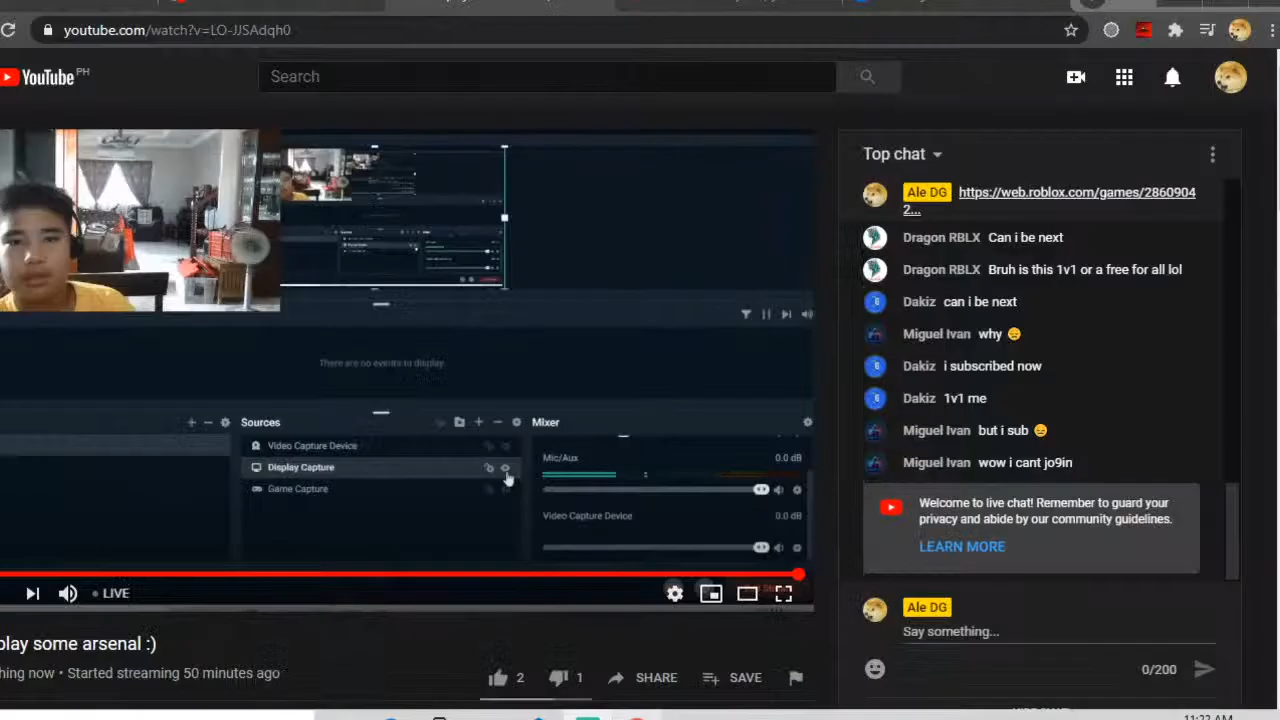 youtube.com/watch?v=LO-JJSAdqh0
YouTube PH
Search
Top chat
Ale DG https://web.roblox.com/games/2860904
2...
Dragon RBLX Can i be next
Dragon RBLX Bruh is this 1v1 or a free for all lol
Dakiz can i be next
Miguel Ivan why 😞
Dakiz i subscribed now
Dakiz 1v1 me
Miguel Ivan but i sub 😞
Miguel Ivan wow i cant jo9in
Welcome to live chat! Remember to guard your
privacy and abide by our community guidelines.
LEARN MORE
Ale DG
Say something...
0/200
There are no events to display.
Sources
Video Capture Device
Display Capture
Game Capture
Mixer
Mic/Aux 0.0 dB
Video Capture Device 0.0 dB
LIVE
play some arsenal :)
hing now • Started streaming 50 minutes ago
2 1 SHARE SAVE